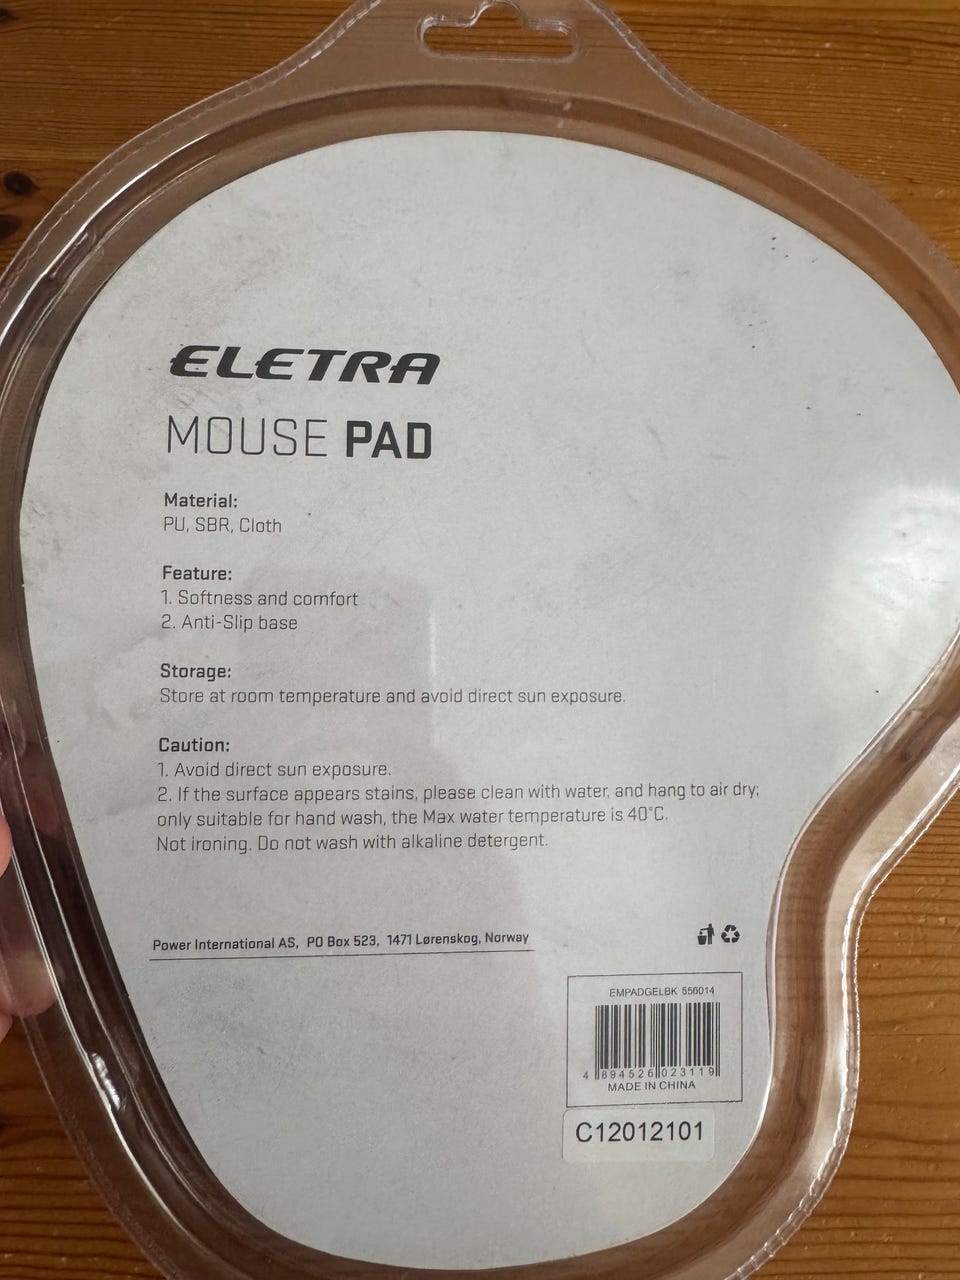 ELETRA
MOUSE PAD
Material:
PU, SBR, Cloth
Feature:
1. Softness and comfort
2. Anti-Slip base
Storage:
Store at room temperature and avoid direct sun exposure.
Caution:
1. Avoid direct sun exposure.
2. If the surface appears stains, please clean with water, and hang to air dry;
only suitable for hand wash, the Max water temperature is 40°C.
Not ironing. Do not wash with alkaline detergent.
Power International AS, PO Box 523, 1471 Lørenskog, Norway
EMPADGELBK 556014
4 894526 023119
MADE IN CHINA
C12012101